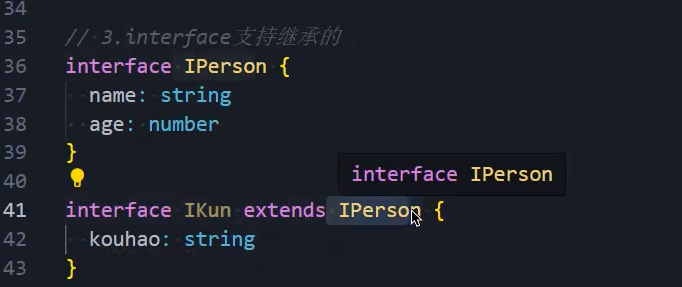 34
35 // 3.interface支持继承的
36 interface IPerson {
37 name: string
38 age: number
39 }
40
interface IPerson
41 interface IKun extends IPerson {
42 kouhao: string
43 }